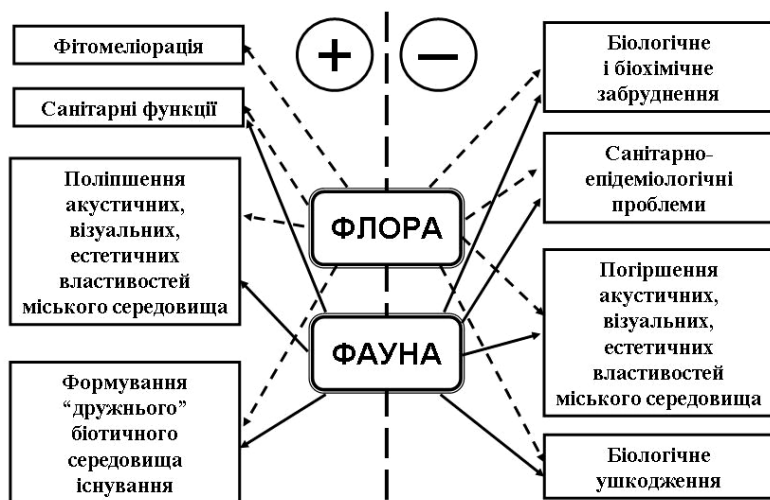 +
—
Фітомеліорація
Санітарні функції
Поліпшення
акустичних,
візуальних,
естетичних
властивостей
міського середовища
Формування
“дружнього”
біотичного
середовища
існування
ФЛОРА
ФАУНА
Біологічне
і біохімічне
забруднення
Санітарно-
епідеміологічні
проблеми
Погіршення
акустичних,
візуальних,
естетичних
властивостей
міського середовища
Біологічне
ушкодження